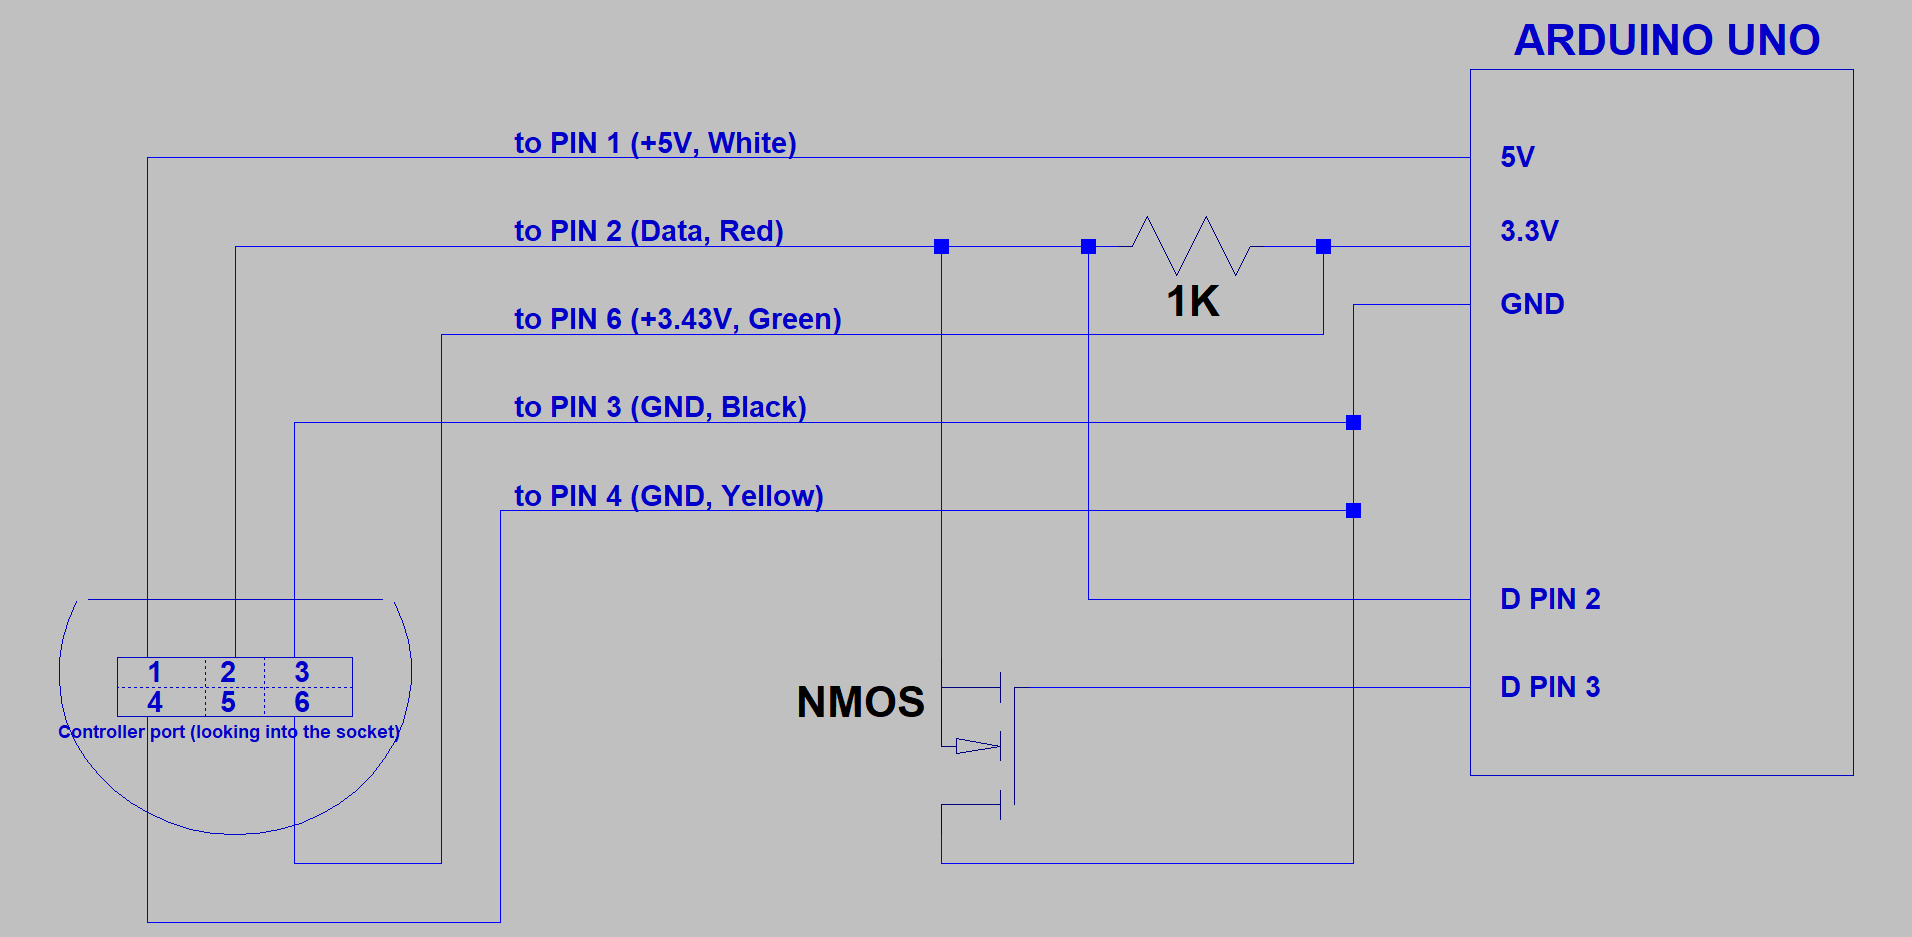 ARDUINO UNO
to PIN 1 (+5V, White)
5V
to PIN 2 (Data, Red)
3.3V
1K
GND
to PIN 6 (+3.43V, Green)
to PIN 3 (GND, Black)
to PIN 4 (GND, Yellow)
D PIN 2
D PIN 3
NMOS
1 2 3
4 5 6
Controller port (looking into the socket)